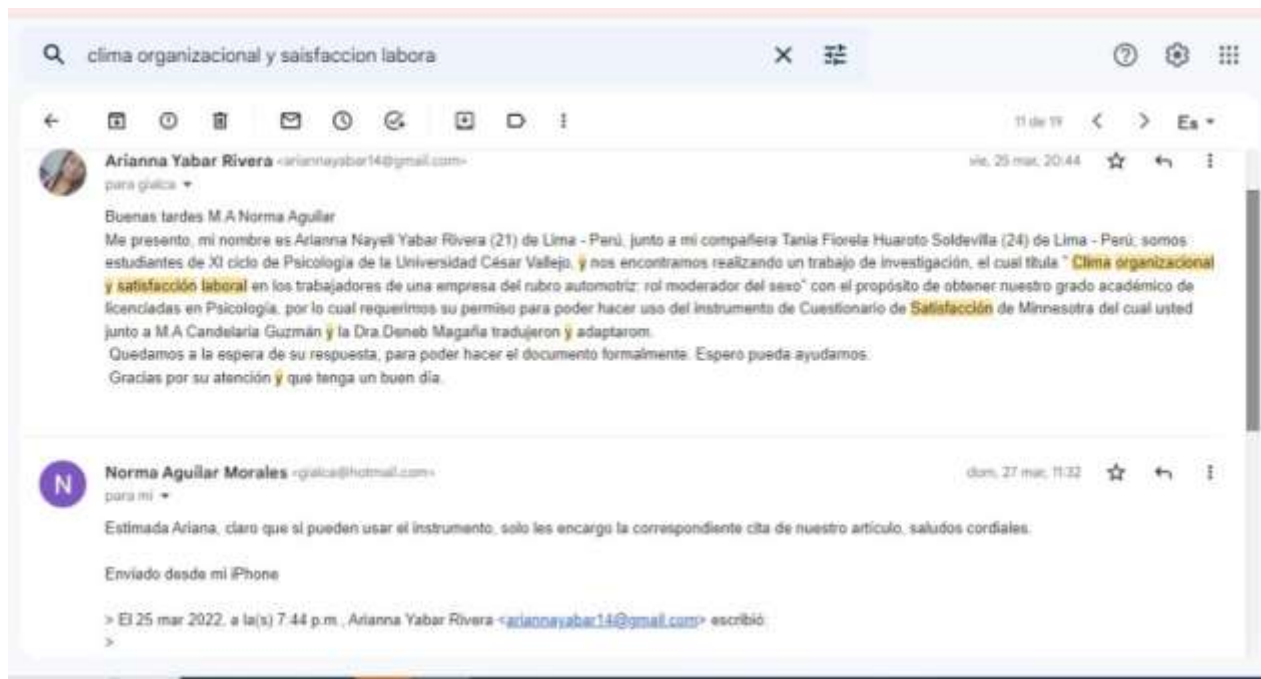 clima organizacional y saisfaccion labora
11 de 19
Es
Arianna Yabar Rivera <ariannayabar14@gmail.com>
vie, 25 mar, 20:44
para gialca
Buenas tardes M.A Norma Aguilar
Me presento, mi nombre es Arianna Nayeli Yabar Rivera (21) de Lima - Perú, junto a mi compañera Tania Fiorela Huaroto Soldevilla (24) de Lima - Perú, somos
estudiantes de XI ciclo de Psicología de la Universidad César Vallejo, y nos encontramos realizando un trabajo de investigación, el cual titula " Clima organizacional
y satisfacción laboral en los trabajadores de una empresa del rubro automotriz: rol moderador del sexo" con el propósito de obtener nuestro grado académico de
licenciadas en Psicología, por lo cual requerimos su permiso para poder hacer uso del instrumento de Cuestionario de Satisfacción de Minnesotra del cual usted
junto a M.A Candelaria Guzmán y la Dra.Deneb Magaña tradujeron y adaptarom.
Quedamos a la espera de su respuesta, para poder hacer el documento formalmente. Espero pueda ayudarnos.
Gracias por su atención y que tenga un buen día.
N
Norma Aguilar Morales <gialca@hotmail.com>
dom, 27 mar, 11:32
para mí
Estimada Ariana, claro que si pueden usar el instrumento, solo les encargo la correspondiente cita de nuestro artículo, saludos cordiales.
Enviado desde mi iPhone
> El 25 mar 2022, a la(s) 7:44 p.m., Arianna Yabar Rivera <ariannayabar14@gmail.com> escribió:
>